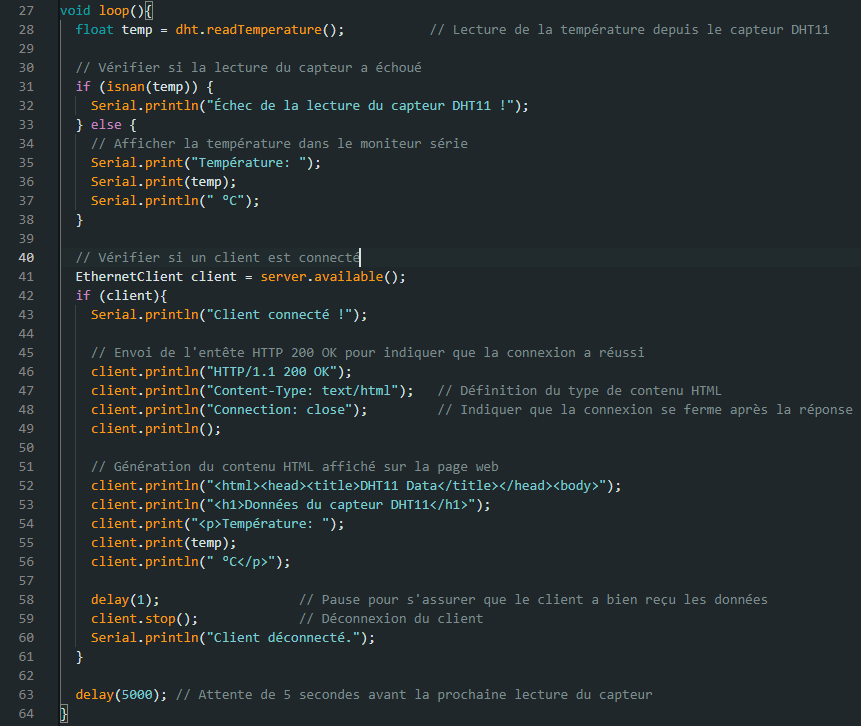 27 void loop(){
28 float temp = dht.readTemperature(); // Lecture de la température depuis le capteur DHT11
29
30 // Vérifier si la lecture du capteur a échoué
31 if (isnan(temp)) {
32 Serial.println("Échec de la lecture du capteur DHT11 !");
33 } else {
34 // Afficher la température dans le moniteur série
35 Serial.print("Température: ");
36 Serial.print(temp);
37 Serial.println(" °C");
38 }
39
40 // Vérifier si un client est connecté
41 EthernetClient client = server.available();
42 if (client){
43 Serial.println("Client connecté !");
44
45 // Envoi de l'entête HTTP 200 OK pour indiquer que la connexion a réussi
46 client.println("HTTP/1.1 200 OK");
47 client.println("Content-Type: text/html"); // Définition du type de contenu HTML
48 client.println("Connection: close"); // Indiquer que la connexion se ferme après la réponse
49 client.println();
50
51 // Génération du contenu HTML affiché sur la page web
52 client.println("<html><head><title>DHT11 Data</title></head><body>");
53 client.println("<h1>Données du capteur DHT11</h1>");
54 client.print("<p>Température: ");
55 client.print(temp);
56 client.println(" °C</p>");
57
58 delay(1); // Pause pour s'assurer que le client a bien reçu les données
59 client.stop(); // Déconnexion du client
60 Serial.println("Client déconnecté.");
61 }
62
63 delay(5000); // Attente de 5 secondes avant la prochaine lecture du capteur
64 }